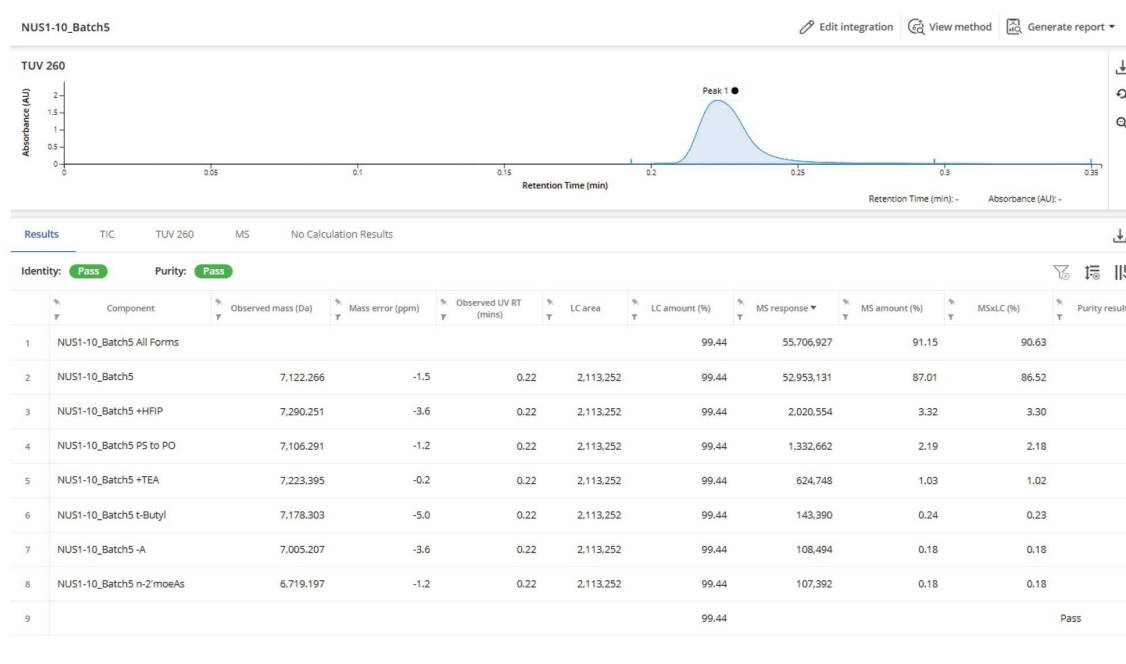 NUS1-10_Batch5
Edit integration View method Generate report
TUV 260
Absorbance (AU)
2
1.5
1
0.5
0
Peak 1
0 0.05 0.1 0.15 0.2 0.25 0.3 0.35
Retention Time (min)
Retention Time (min): - Absorbance (AU): -
Results TIC TUV 260 MS No Calculation Results
Identity: Pass Purity: Pass
Component Observed mass (Da) Mass error (ppm) Observed UV RT (mins) LC area LC amount (%) MS response MS amount (%) MSxLC (%) Purity result
1 NUS1-10_Batch5 All Forms 99.44 55,706,927 91.15 90.63
2 NUS1-10_Batch5 7,122.266 -1.5 0.22 2,113,252 99.44 52,953,131 87.01 86.52
3 NUS1-10_Batch5 +HFIP 7,290.251 -3.6 0.22 2,113,252 99.44 2,020,554 3.32 3.30
4 NUS1-10_Batch5 PS to PO 7,106.291 -1.2 0.22 2,113,252 99.44 1,332,662 2.19 2.18
5 NUS1-10_Batch5 +TEA 7,223.395 -0.2 0.22 2,113,252 99.44 624,748 1.03 1.02
6 NUS1-10_Batch5 t-Butyl 7,178.303 -5.0 0.22 2,113,252 99.44 143,390 0.24 0.23
7 NUS1-10_Batch5 -A 7,005.207 -3.6 0.22 2,113,252 99.44 108,494 0.18 0.18
8 NUS1-10_Batch5 n-2'moeAs 6,719.197 -1.2 0.22 2,113,252 99.44 107,392 0.18 0.18
9 99.44 Pass